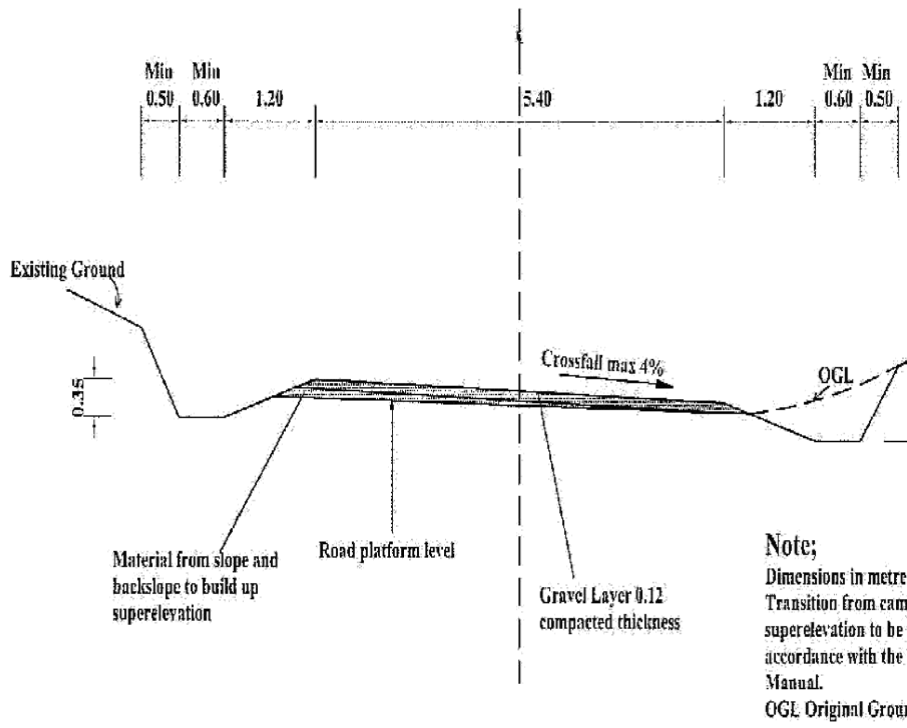 Min
0.50
Min
0.60
1.20
5.40
1.20
Min
0.60
Min
0.50
Existing Ground
0.35
Crossfall max 4%
OGL
Material from slope and
backslope to build up
superelevation
Road platform level
Gravel Layer 0.12
compacted thickness
Note;
Dimensions in metre
Transition from cam
superelevation to be
accordance with the
Manual.
OGL Original Groun